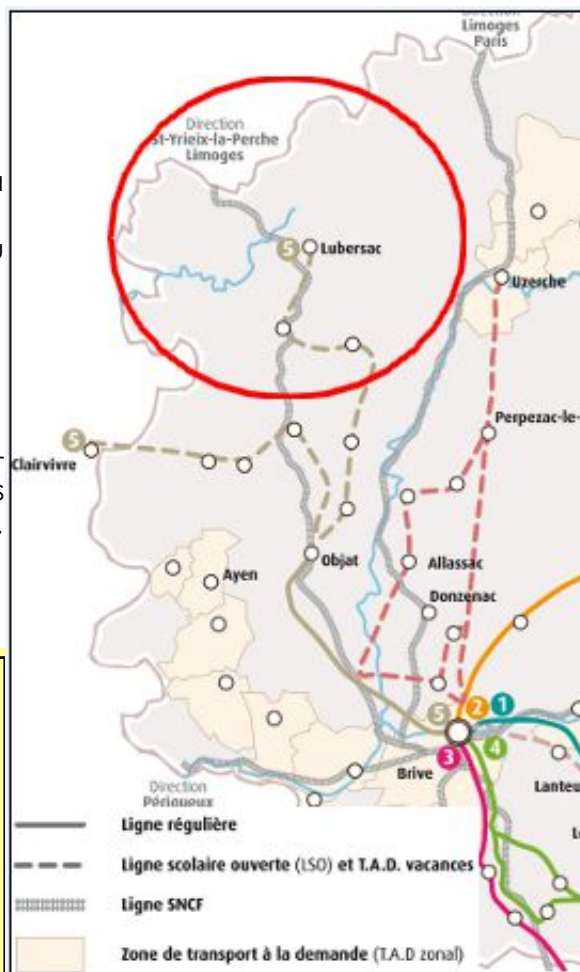 Direction
Limoges
Paris
Direction
St-Yrieix-la-Perche
Limoges
5 Lubersac
Uzerche
5
Clairvivre
Perpezac-le-
Objat
Allassac
Ayen
Donzenac
5 2 1
3 4
Brive
Lanteu
Direction
Périgueux
Ligne régulière
Ligne scolaire ouverte (LSO) et T.A.D. vacances
Ligne SNCF
Zone de transport à la demande (T.A.D zonal)